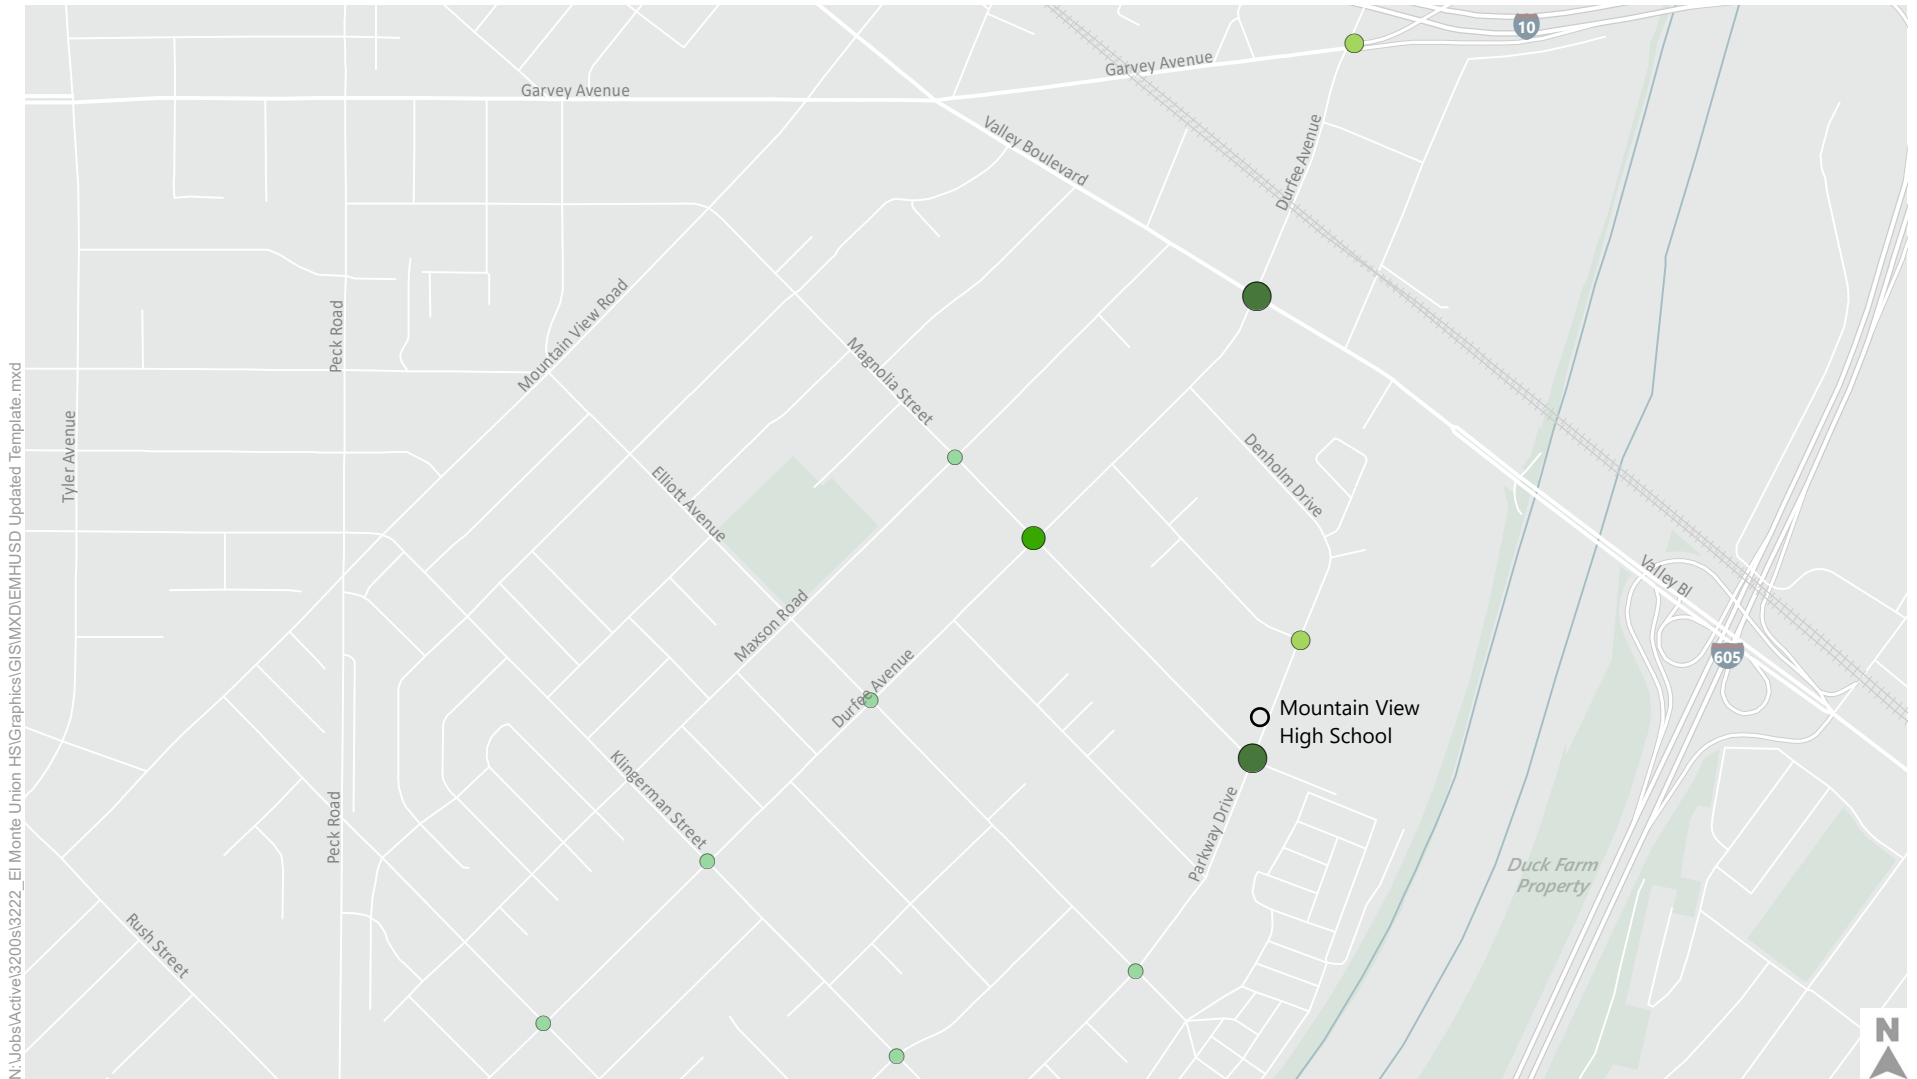 10
Garvey Avenue
Garvey Avenue
Valley Boulevard
Durfee Avenue
Peck Road
Mountain View Road
Magnolia Street
Tyler Avenue
Elliott Avenue
Denholm Drive
Valley Bl
605
Maxson Road
Durfee Avenue
Mountain View
High School
Klingerman Street
Peck Road
Parkway Drive
Duck Farm
Property
Rush Street
N
N:\Jobs\Active\3200s\3222_El Monte Union HS\Graphics\GIS\MXD\EMHUSD Updated Template.mxd